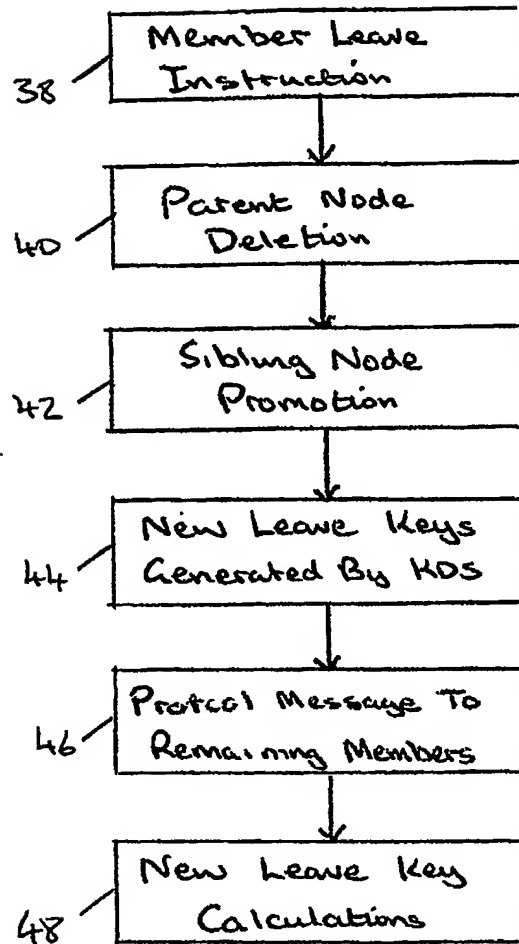 Member Leave
Instruction
38
Parent Node
Deletion
40
Sibling Node
Promotion
42
New Leave Keys
Generated By KDS
44
Protcol Message To
Remaining Members
46
New Leave Key
Calculations
48